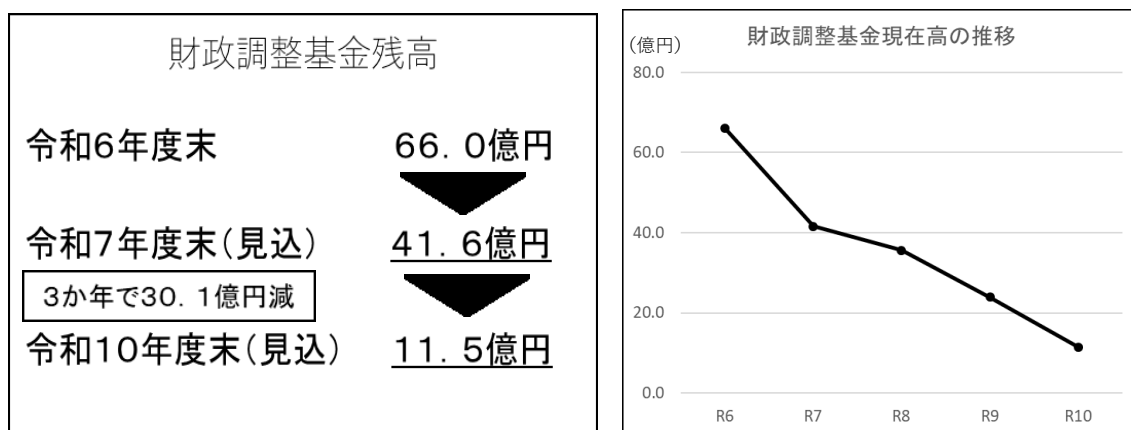 財政調整基金残高
令和6年度末 66.0億円
令和7年度末(見込) 41.6億円
3か年で30.1億円減
令和10年度末(見込) 11.5億円
財政調整基金現在高の推移
(億円)
80.0
60.0
40.0
20.0
0.0
R6 R7 R8 R9 R10